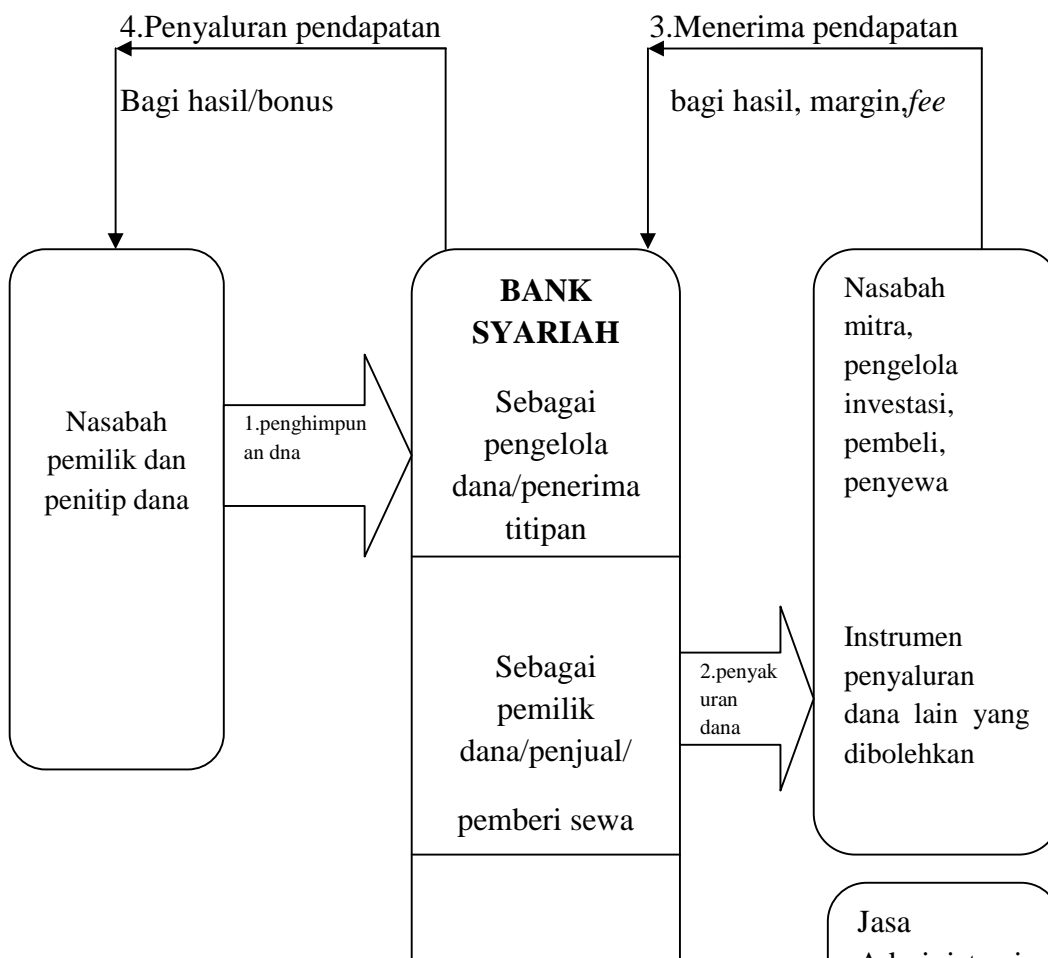 4.Penyaluran pendapatan
Bagi hasil/bonus
3.Menerima pendapatan
bagi hasil, margin,fee
Nasabah
pemilik dan
penitip dana
1.penghimpun
an dna
BANK
SYARIAH
Sebagai
pengelola
dana/penerima
titipan
Sebagai
pemilik
dana/penjual/
pemberi sewa
2.penyak
uran
dana
Nasabah
mitra,
pengelola
investasi,
pembeli,
penyewa
Instrumen
penyaluran
dana lain yang
dibolehkan
Jasa